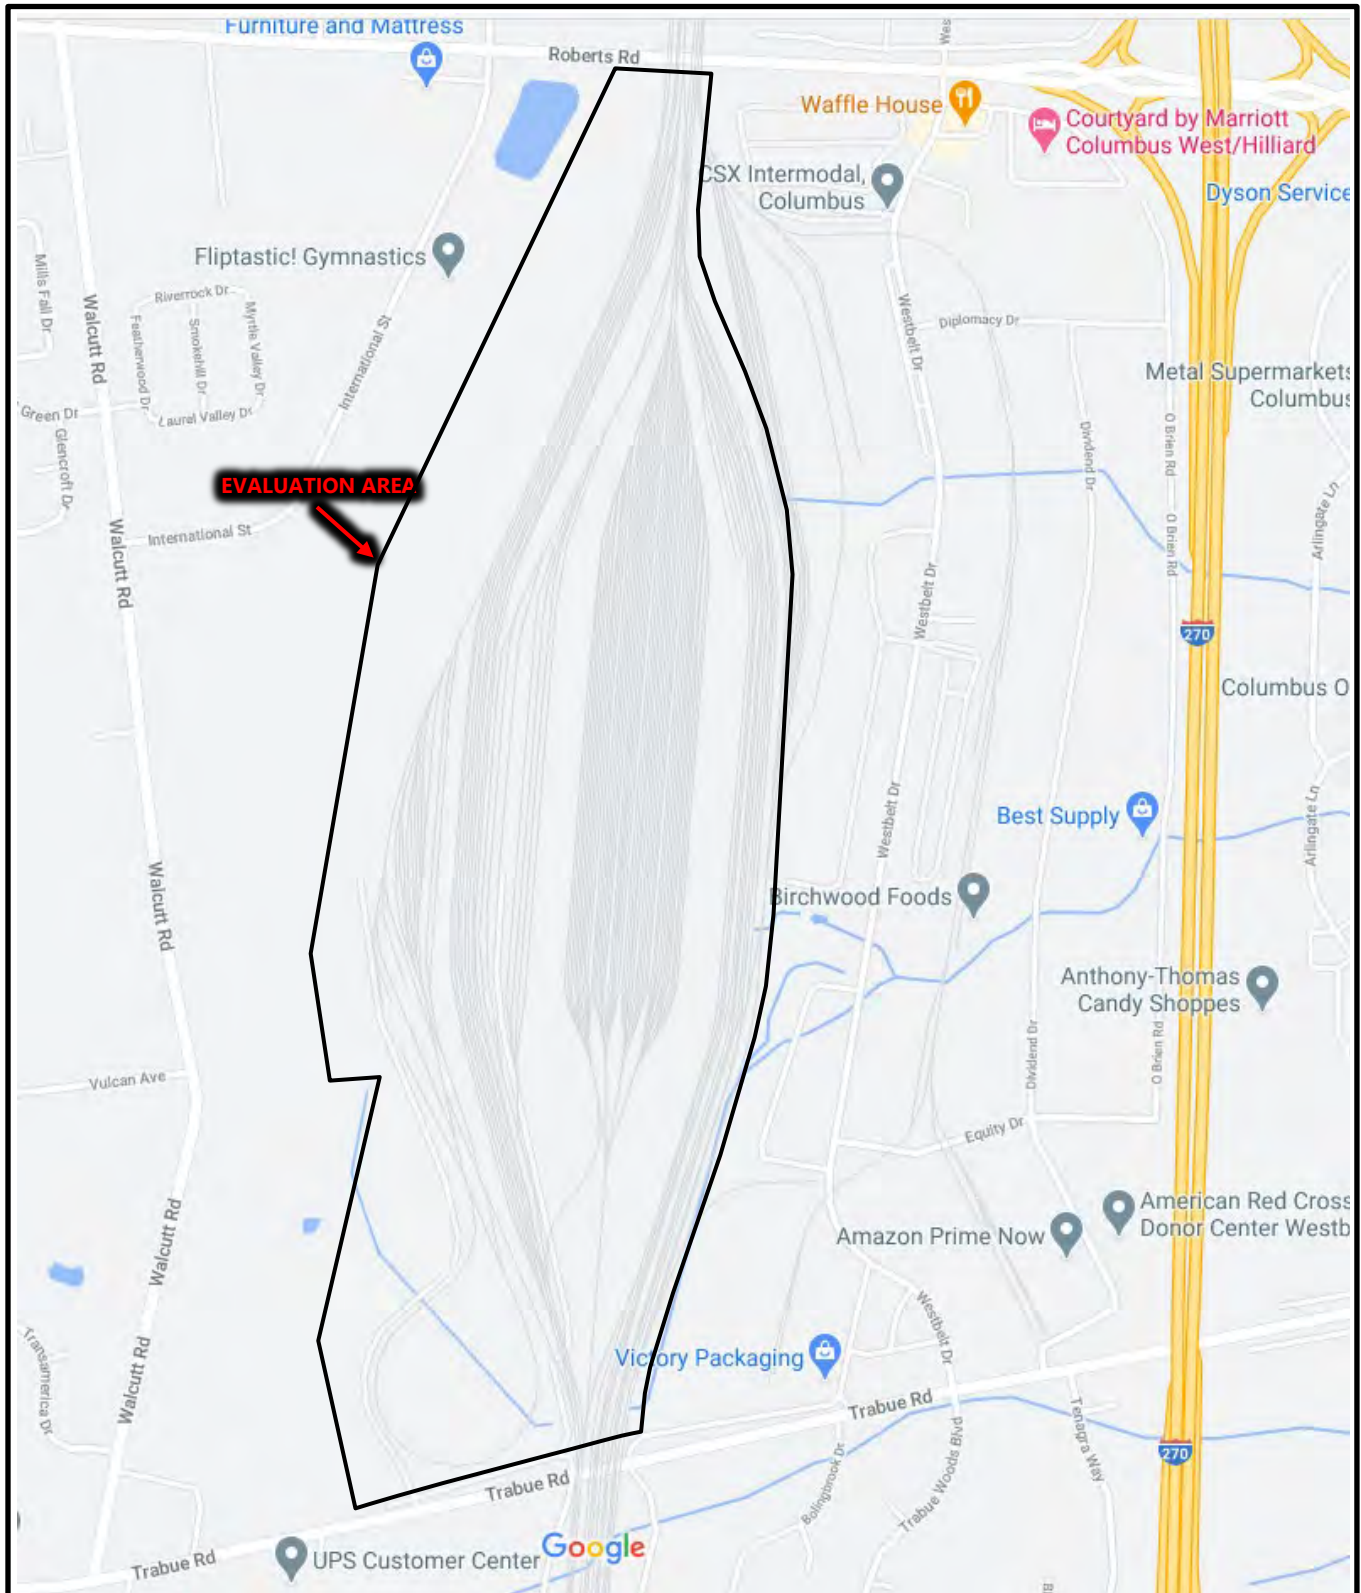 Furniture and Mattress
Roberts Rd
Wes
Waffle House
Courtyard by Marriott
Columbus West/Hilliard
CSX Intermodal,
Columbus
Dyson Service
Fliptastic! Gymnastics
Mills Fall Dr
Riverrock Dr
Walcutt Rd
Featherwood Dr
Smokehill Dr
Myrtle Valley Dr
International St
Westbelt Dr
Diplomacy Dr
Metal Supermarkets
Columbus
Green Dr
Laurel Valley Dr
Glencroft Dr
O Brien Rd
Dividend Dr
EVALUATION AREA
International St
Walcutt Rd
O Brien Rd
Arlingate Ln
Westbelt Dr
270
Columbus O
Westbelt Dr
Best Supply
Arlingate Ln
Walcutt Rd
Birchwood Foods
Anthony-Thomas
Candy Shoppes
Vulcan Ave
Dividend Dr
O Brien Rd
Equity Dr
American Red Cross
Donor Center Westb
Walcutt Rd
Amazon Prime Now
Westbelt Dr
Transamerica Dr
Walcutt Rd
Victory Packaging
Trabue Rd
Tenagra Way
270
Trabue Rd
Bolingbrook Dr
Trabue Woods Blvd
Google
UPS Customer Center
Trabue Rd